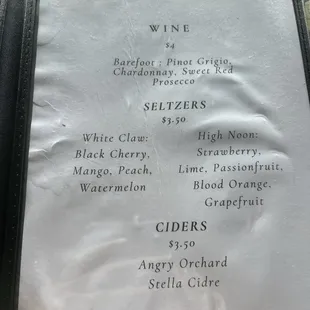 WINE
$4
Barefoot : Pinot Grigio,
Chardonnay, Sweet Red
Prosecco
SELTZERS
$3.50
White Claw:
Black Cherry,
Mango, Peach,
Watermelon
High Noon:
Strawberry,
Lime, Passionfruit,
Blood Orange,
Grapefruit
CIDERS
$3.50
Angry Orchard
Stella Cidre